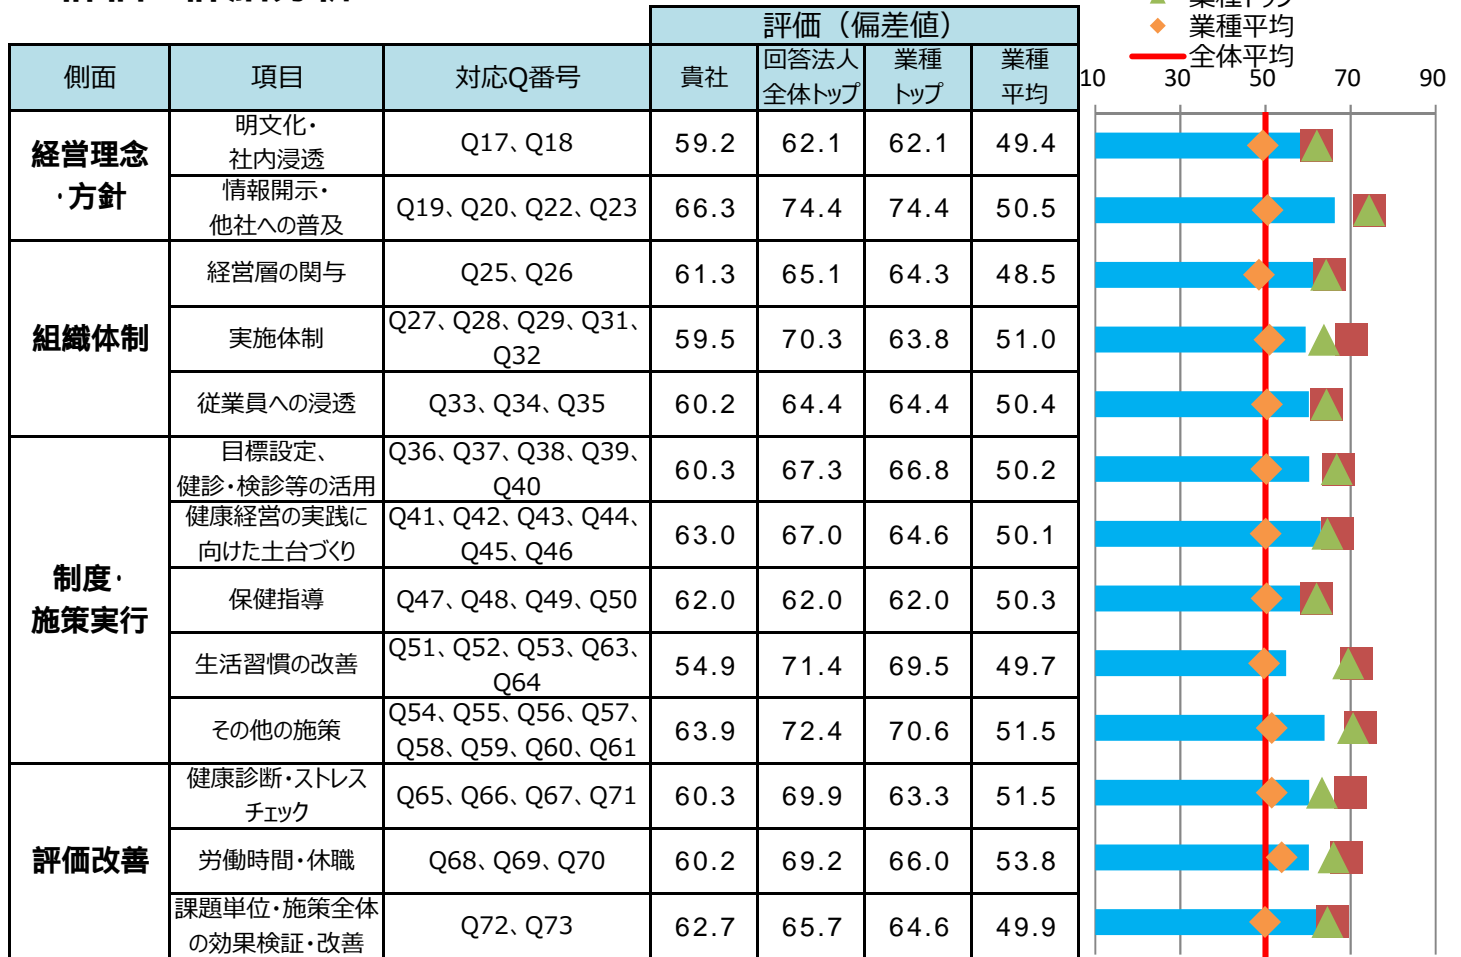 業種トップ
業種平均
全体平均
評価（偏差値）
側面 項目 対応Q番号 貴社 回答法人 業種 業種
全体トップ トップ 平均
10 30 50 70 90
経営理念
・方針
明文化・
社内浸透
Q17、Q18 59.2 62.1 62.1 49.4
情報開示・
他社への普及
Q19、Q20、Q22、Q23 66.3 74.4 74.4 50.5
組織体制
経営層の関与 Q25、Q26 61.3 65.1 64.3 48.5
実施体制
Q27、Q28、Q29、Q31、
Q32
59.5 70.3 63.8 51.0
従業員への浸透 Q33、Q34、Q35 60.2 64.4 64.4 50.4
制度・
施策実行
目標設定、
健診・検診等の活用
Q36、Q37、Q38、Q39、
Q40
60.3 67.3 66.8 50.2
健康経営の実践に
向けた土台づくり
Q41、Q42、Q43、Q44、
Q45、Q46
63.0 67.0 64.6 50.1
保健指導 Q47、Q48、Q49、Q50 62.0 62.0 62.0 50.3
生活習慣の改善
Q51、Q52、Q53、Q63、
Q64
54.9 71.4 69.5 49.7
その他の施策
Q54、Q55、Q56、Q57、
Q58、Q59、Q60、Q61
63.9 72.4 70.6 51.5
評価改善
健康診断・ストレス
チェック
Q65、Q66、Q67、Q71 60.3 69.9 63.3 51.5
労働時間・休職 Q68、Q69、Q70 60.2 69.2 66.0 53.8
課題単位・施策全体
の効果検証・改善
Q72、Q73 62.7 65.7 64.6 49.9